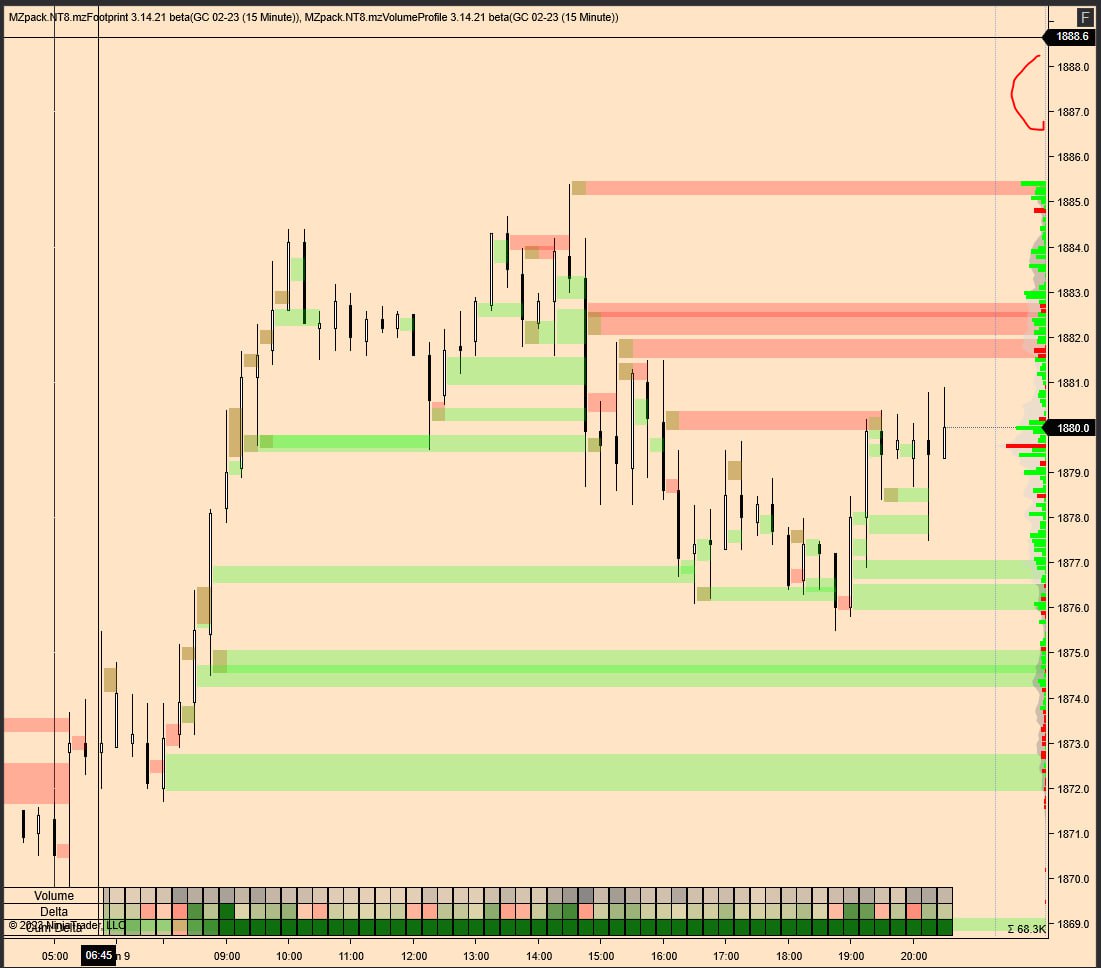 MZpack.NT8.mzFootprint 3.14.21 beta(GC 02-23 (15 Minute)), MZpack.NT8.mzVolumeProfile 3.14.21 beta(GC 02-23 (15 Minute))
F
1888.6
1888.0
1887.0
1886.0
1885.0
1884.0
1883.0
1882.0
1881.0
1880.0
1879.0
1878.0
1877.0
1876.0
1875.0
1874.0
1873.0
1872.0
1871.0
1870.0
1869.0
Volume
Delta
Cum Delta
NinjaTrader, LLC
Σ 68.3K
05:00 06:45 n 9 09:00 10:00 11:00 12:00 13:00 14:00 15:00 16:00 17:00 18:00 19:00 20:00